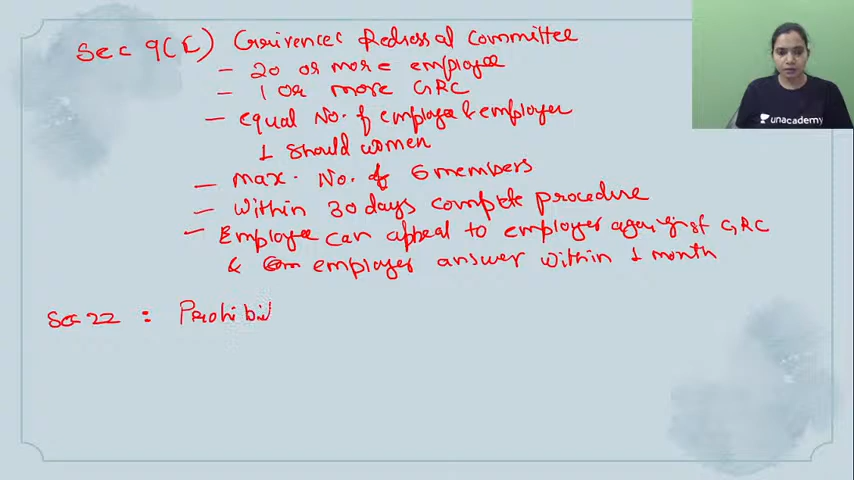 Sec 9(C) Grivences Redressal Committee
- 20 or more employee
- 1 or more GRC
- equal No. of employee & employer
1 should women
- max. No. of 6 members
- Within 30 days complete procedure
- Employee can appeal to employer against GRC
& employer answer within 1 month
Sec 22 : Prohibi
unacademy